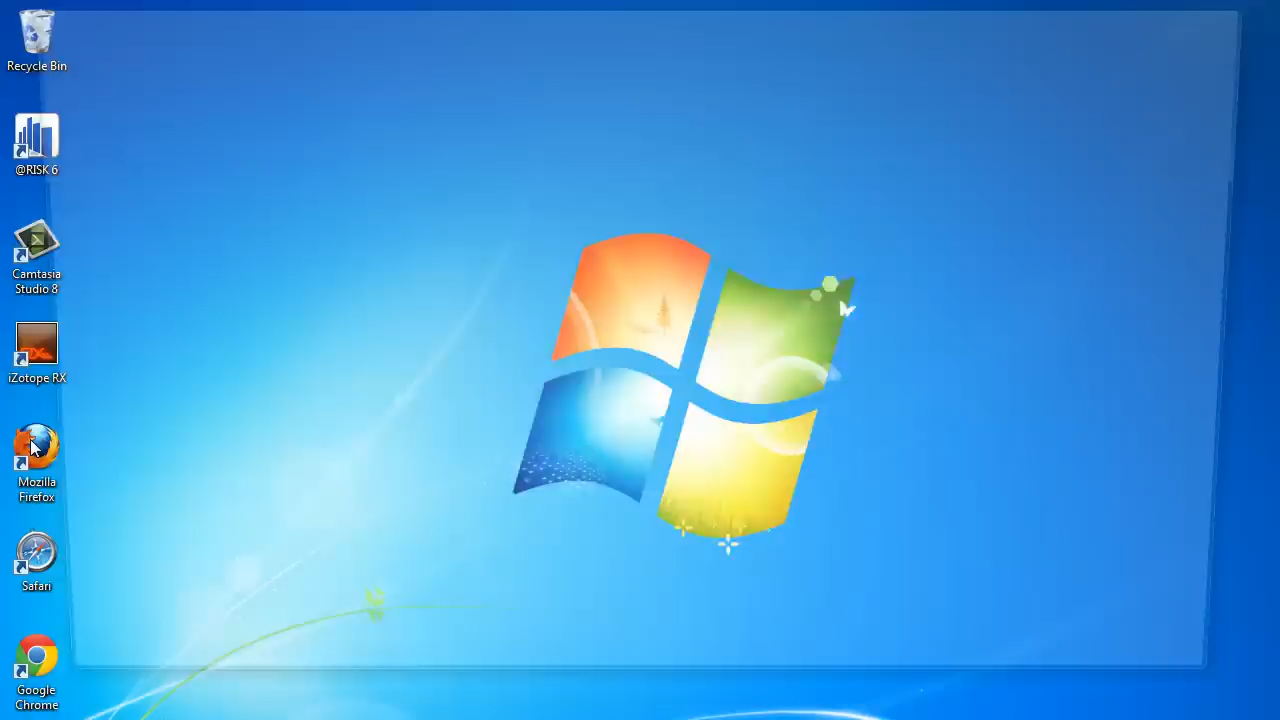 Recycle Bin
@RISK 6
Camtasia
Studio 8
iZotope RX
Mozilla
Firefox
Safari
Google
Chrome